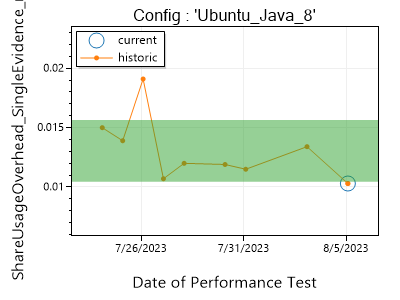 Config : 'Ubuntu_Java_8'
current
historic
ShareUsageOverhead_SingleEvidence_
0.02
0.015
0.01
7/26/2023
7/31/2023
8/5/2023
Date of Performance Test